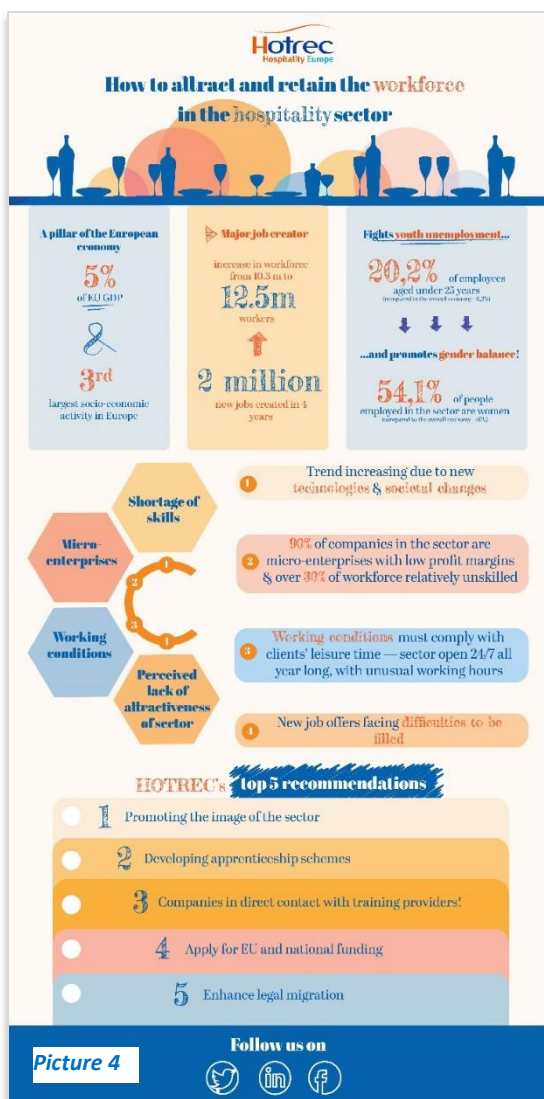 Hotrec
Hospitality Europe
How to attract and retain the workforce
in the hospitality sector
A pillar of the European
economy
5%
of EU GDP
&
3rd
largest socio-economic
activity in Europe
Major job creator
increase in workforce
from 10.3 m to
12.5m
workers
2 million
new jobs created in 4
years
Fights youth unemployment...
20,2% of employees
aged under 25 years
...and promotes gender balance!
54,1% of people
employed in the sector are women
Shortage of
skills
Micro-
enterprises
Working
conditions
Perceived
lack of
attractiveness
of sector
1
2
3
4
1 Trend increasing due to new
technologies & societal changes
2 90% of companies in the sector are
micro-enterprises with low profit margins
& over 30% of workforce relatively unskilled
3 Working conditions must comply with
clients' leisure time — sector open 24/7 all
year long, with unusual working hours
4 New job offers facing difficulties to be
filled
HOTREC's top 5 recommendations
1 Promoting the image of the sector
2 Developing apprenticeship schemes
3 Companies in direct contact with training providers!
4 Apply for EU and national funding
5 Enhance legal migration
Follow us on
Picture 4